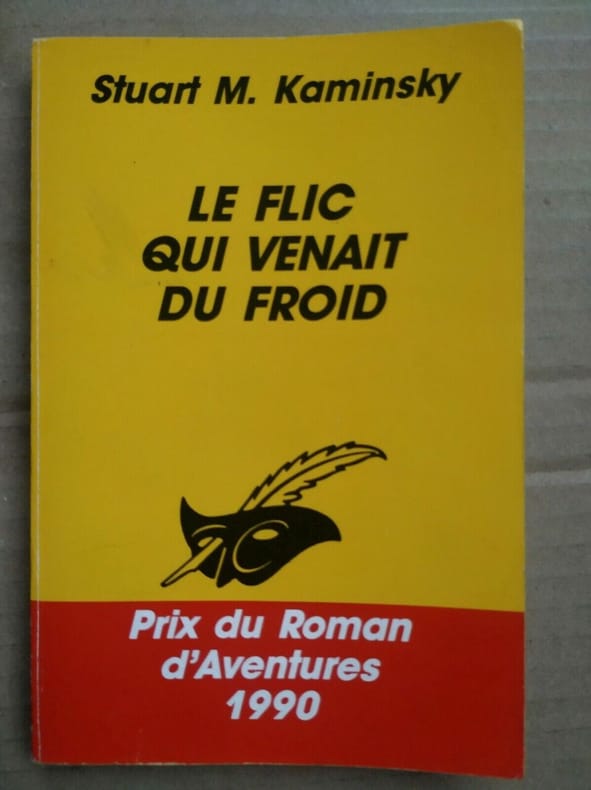 Stuart M. Kaminsky
LE FLIC
QUI VENAIT
DU FROID
Prix du Roman
d'Aventures
1990